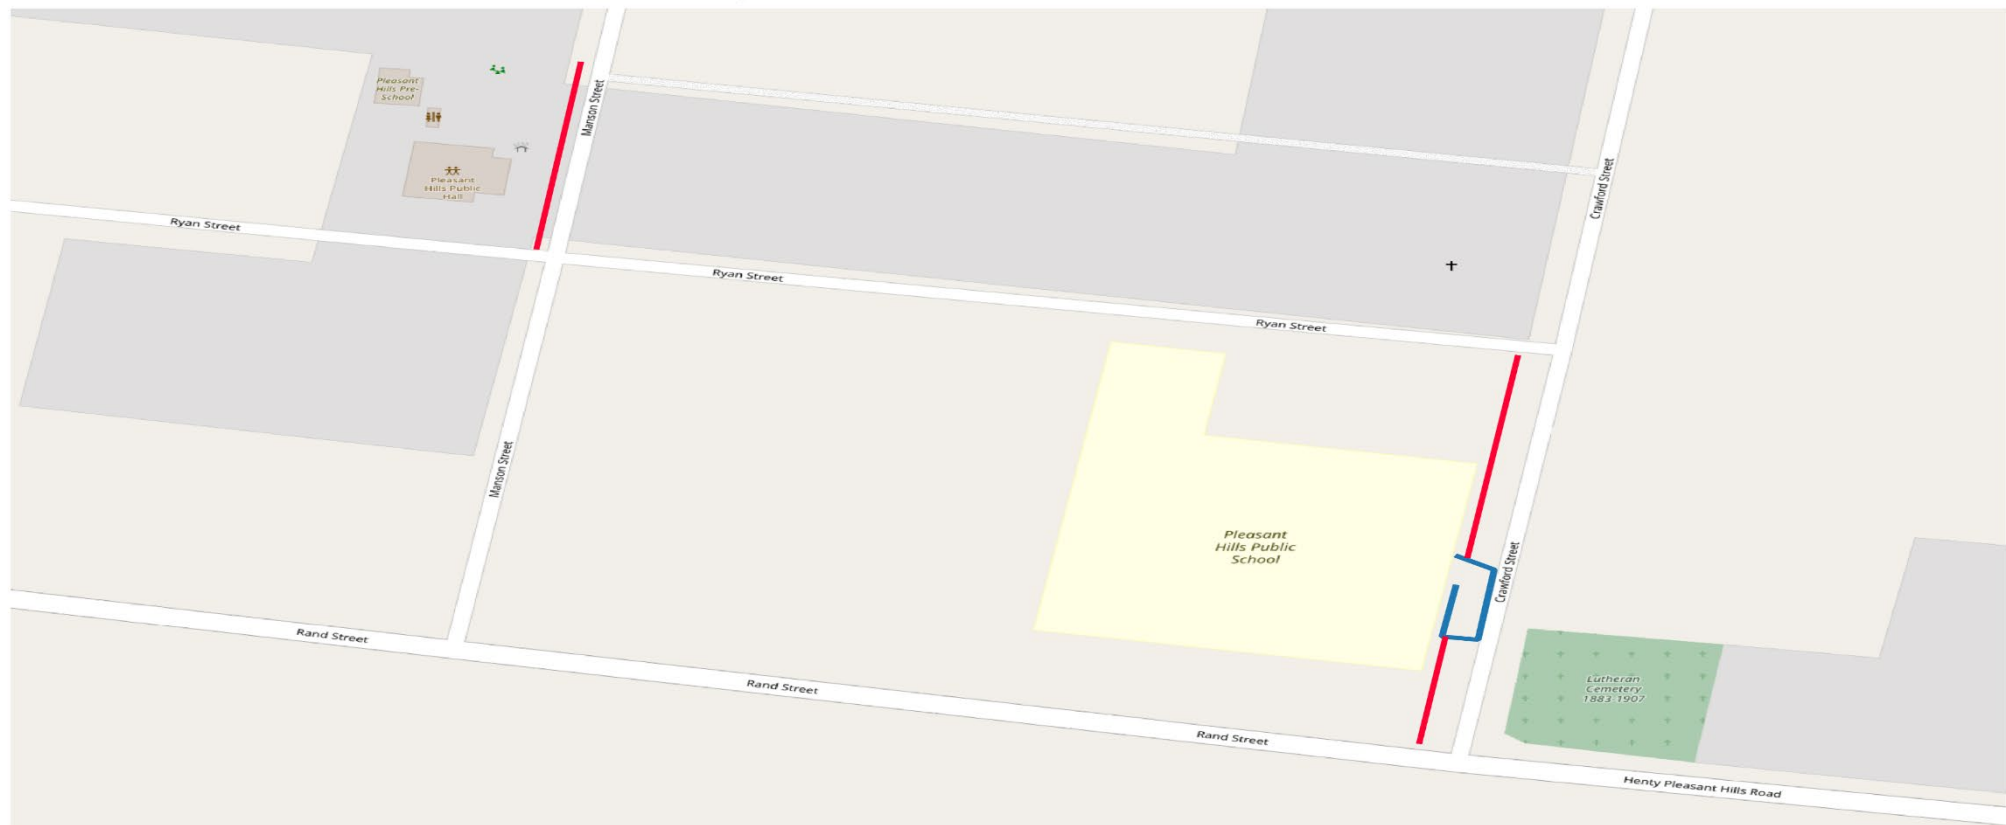 Pleasant
Hills Pre-
School
Manson Street
Pleasant
Hills Public
Hall
Crawford Street
Ryan Street
Ryan Street
Ryan Street
Manson Street
Pleasant
Hills Public
School
Crawford Street
Rand Street
Rand Street
Lutheran
Cemetery
1883-1907
Rand Street
Henty Pleasant Hills Road